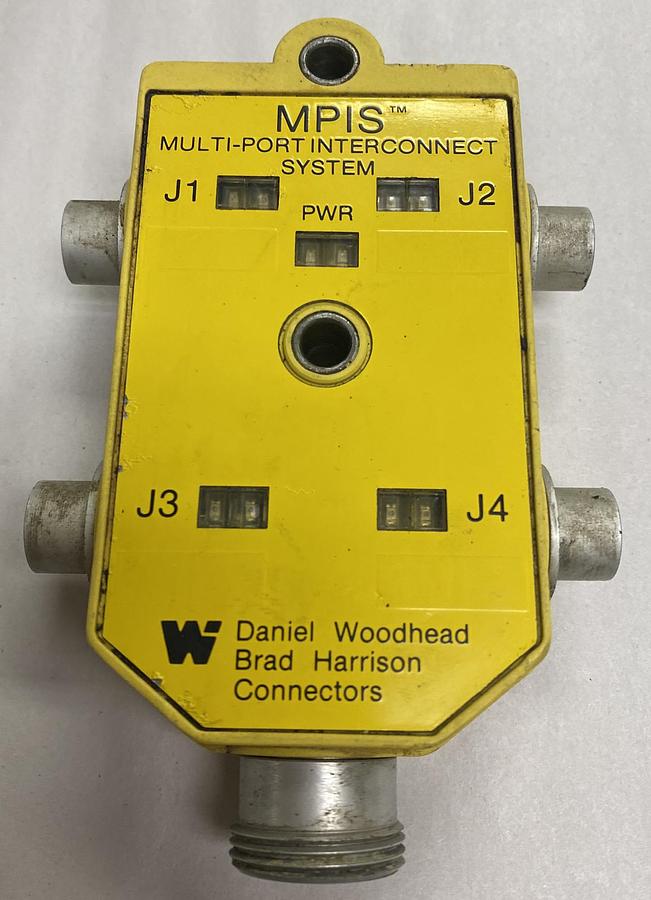 MPIS™
MULTI-PORT INTERCONNECT
SYSTEM
J1
J2
PWR
J3
J4
W Daniel Woodhead
Brad Harrison
Connectors